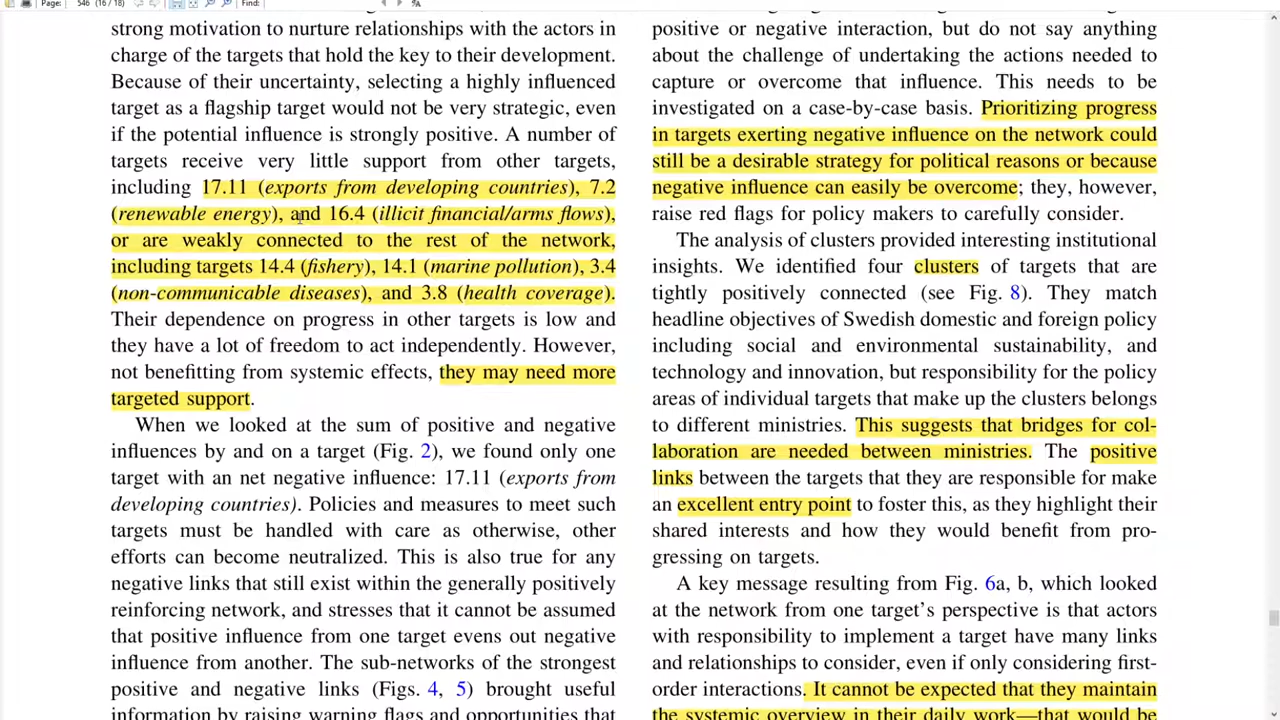 Page: 546 (16 / 18) Find:
strong motivation to nurture relationships with the actors in
charge of the targets that hold the key to their development.
Because of their uncertainty, selecting a highly influenced
target as a flagship target would not be very strategic, even
if the potential influence is strongly positive. A number of
targets receive very little support from other targets,
including 17.11 (exports from developing countries), 7.2
(renewable energy), and 16.4 (illicit financial/arms flows),
or are weakly connected to the rest of the network,
including targets 14.4 (fishery), 14.1 (marine pollution), 3.4
(non-communicable diseases), and 3.8 (health coverage).
Their dependence on progress in other targets is low and
they have a lot of freedom to act independently. However,
not benefitting from systemic effects, they may need more
targeted support.
When we looked at the sum of positive and negative
influences by and on a target (Fig. 2), we found only one
target with an net negative influence: 17.11 (exports from
developing countries). Policies and measures to meet such
targets must be handled with care as otherwise, other
efforts can become neutralized. This is also true for any
negative links that still exist within the generally positively
reinforcing network, and stresses that it cannot be assumed
that positive influence from one target evens out negative
influence from another. The sub-networks of the strongest
positive and negative links (Figs. 4, 5) brought useful
information by raising warning flags and opportunities that
positive or negative interaction, but do not say anything
about the challenge of undertaking the actions needed to
capture or overcome that influence. This needs to be
investigated on a case-by-case basis. Prioritizing progress
in targets exerting negative influence on the network could
still be a desirable strategy for political reasons or because
negative influence can easily be overcome; they, however,
raise red flags for policy makers to carefully consider.
The analysis of clusters provided interesting institutional
insights. We identified four clusters of targets that are
tightly positively connected (see Fig. 8). They match
headline objectives of Swedish domestic and foreign policy
including social and environmental sustainability, and
technology and innovation, but responsibility for the policy
areas of individual targets that make up the clusters belongs
to different ministries. This suggests that bridges for col-
laboration are needed between ministries. The positive
links between the targets that they are responsible for make
an excellent entry point to foster this, as they highlight their
shared interests and how they would benefit from pro-
gressing on targets.
A key message resulting from Fig. 6a, b, which looked
at the network from one target's perspective is that actors
with responsibility to implement a target have many links
and relationships to consider, even if only considering first-
order interactions. It cannot be expected that they maintain
the systemic overview in their daily work—that would be